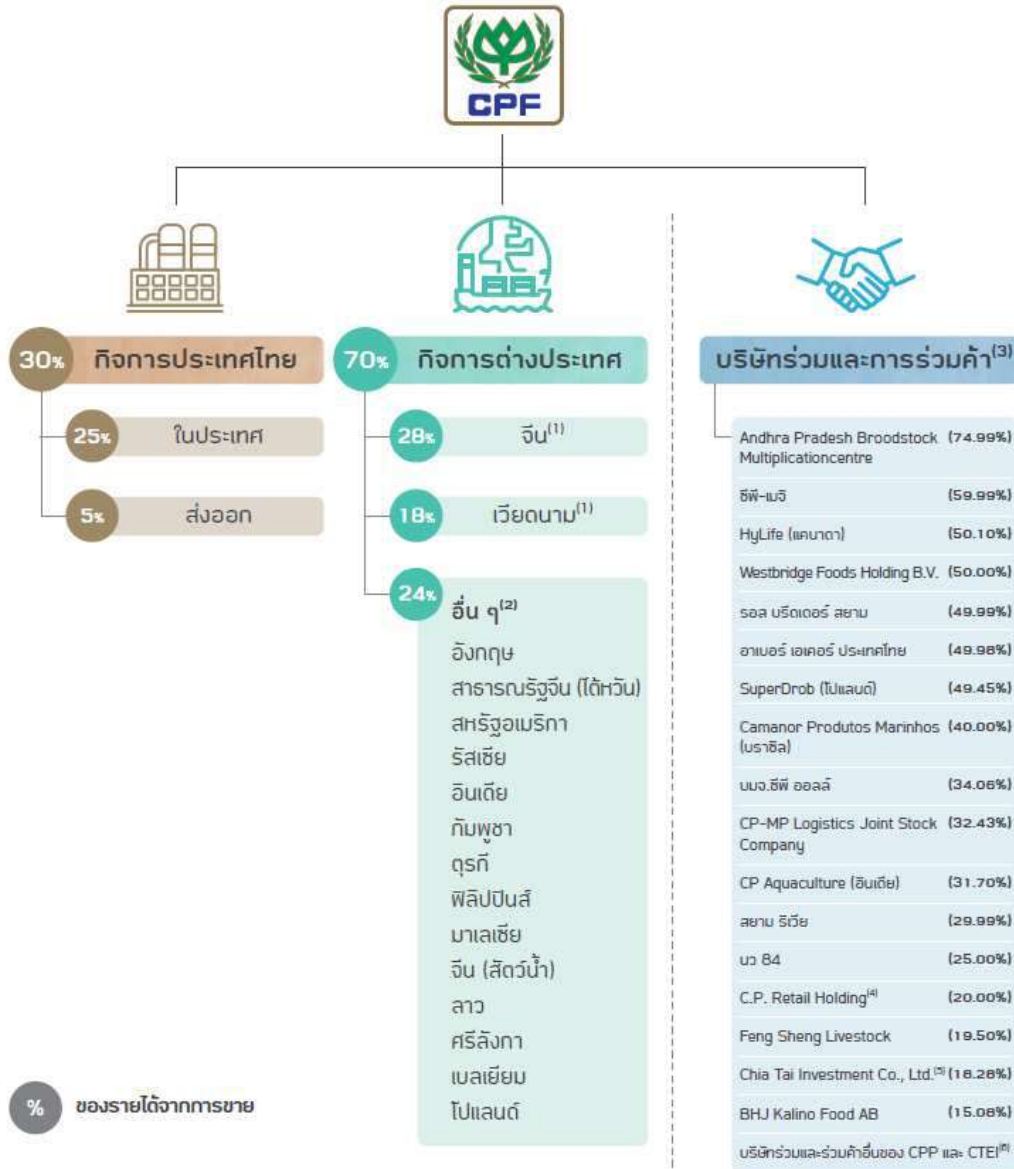 CPF
30% กิจการประเทศไทย
25% ในประเทศ
5% ส่งออก
70% กิจการต่างประเทศ
28% จีน(1)
18% เวียดนาม(1)
24% อื่น ๆ(2)
อังกฤษ
สาธารณรัฐจีน (ไต้หวัน)
สหรัฐอเมริกา
รัสเซีย
อินเดีย
กัมพูชา
ตุรกี
ฟิลิปปินส์
มาเลเซีย
จีน (สัตว์น้ำ)
ลาว
ศรีลังกา
เบลเยียม
โปแลนด์
บริษัทร่วมและการร่วมค้า(3)
Andhra Pradesh Broodstock (74.99%)
Multiplicationcentre
ซีพี-เมจิ (59.99%)
HyLife (แคนาดา) (50.10%)
Westbridge Foods Holding B.V. (50.00%)
รอส บรีดเดอร์ สยาม (49.99%)
อาเบอร์ เอเคอร์ ประเทศไทย (49.98%)
SuperDrob (โปแลนด์) (49.45%)
Camanor Produtos Marinhos (40.00%)
(บราซิล)
บมจ.ซีพี ออลล์ (34.06%)
CP-MP Logistics Joint Stock (32.43%)
Company
CP Aquaculture (อินเดีย) (31.70%)
สยาม ริเวีย (29.99%)
นว 84 (25.00%)
C.P. Retail Holding(4) (20.00%)
Feng Sheng Livestock (19.50%)
Chia Tai Investment Co., Ltd.(5) (18.28%)
BHJ Kalino Food AB (15.08%)
บริษัทร่วมและร่วมค้าอื่นของ CPP และ CTEI(6)
% ของรายได้จากการขาย